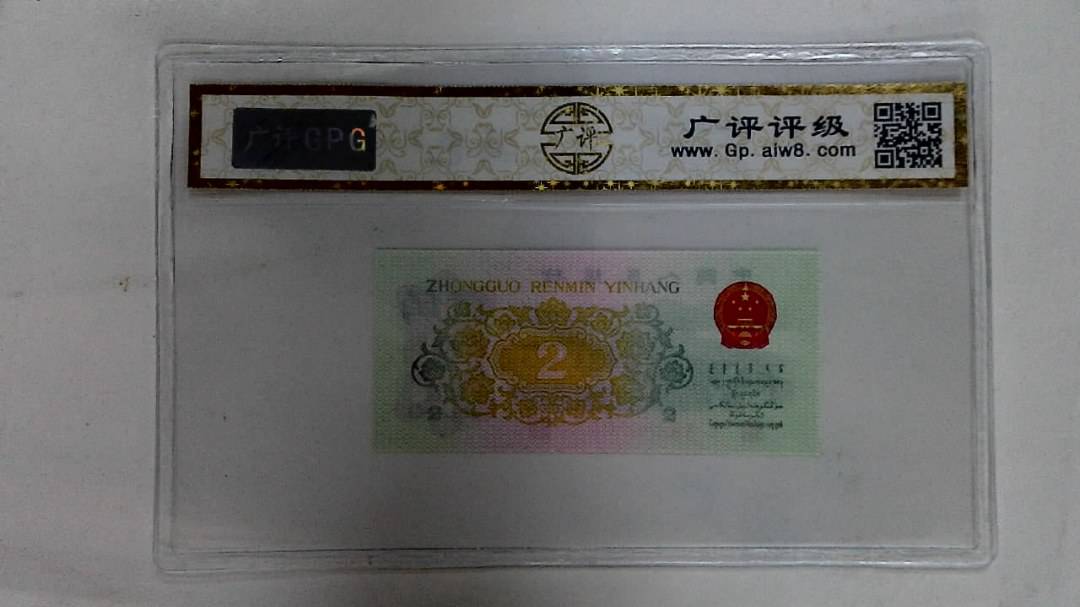 广评GPG
广评
广评评级
www.Gp.aiw8.com
ZHONGGUO RENMIN YINHANG
2
2 2